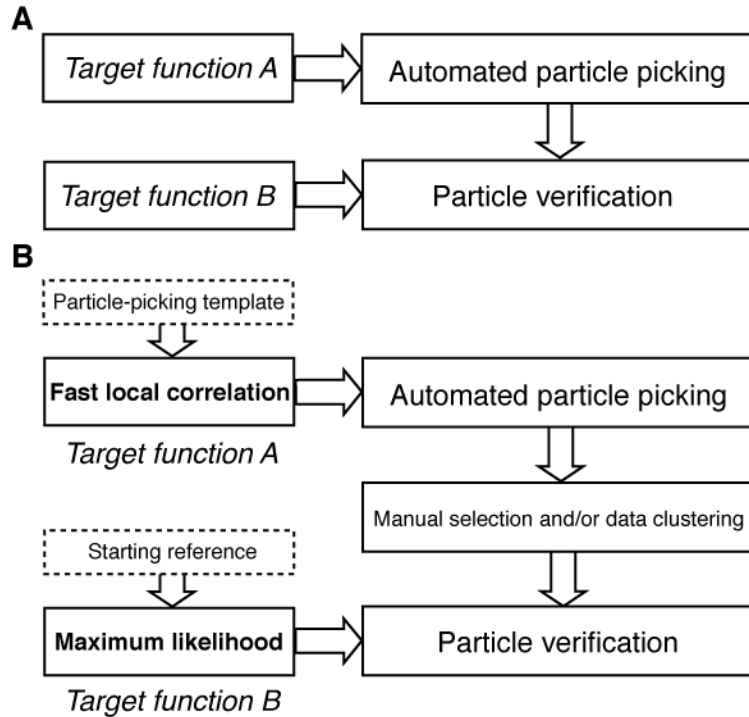 A
Target function A
Automated particle picking
Target function B
Particle verification
B
Particle-picking template
Fast local correlation
Automated particle picking
Target function A
Manual selection and/or data clustering
Starting reference
Maximum likelihood
Particle verification
Target function B